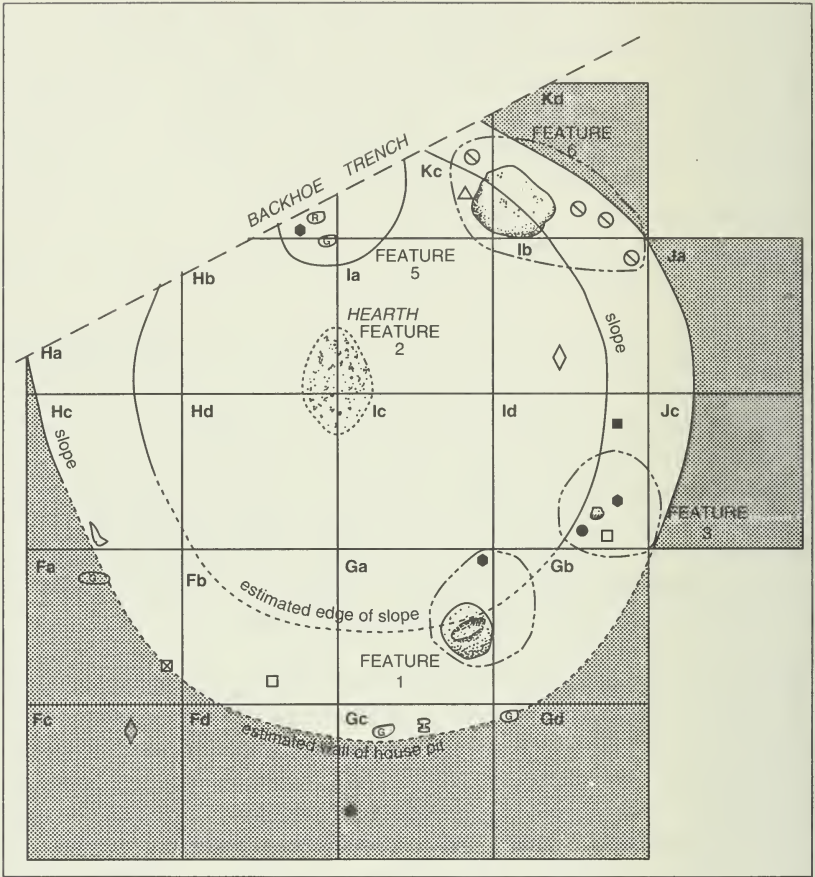 Kd
FEATURE
6
BACKHOE TRENCH
Kc
R
G
Hb
Ia
FEATURE
5
Ib
Ja
HEARTH
FEATURE
2
slope
Ha
Hc
Hd
Ic
Id
Jc
slope
FEATURE
3
Fa
G
Fb
Ga
Gb
estimated edge of slope
FEATURE
1
Fc
Fd
Gc
G
G
Gd
estimated wall of house pit